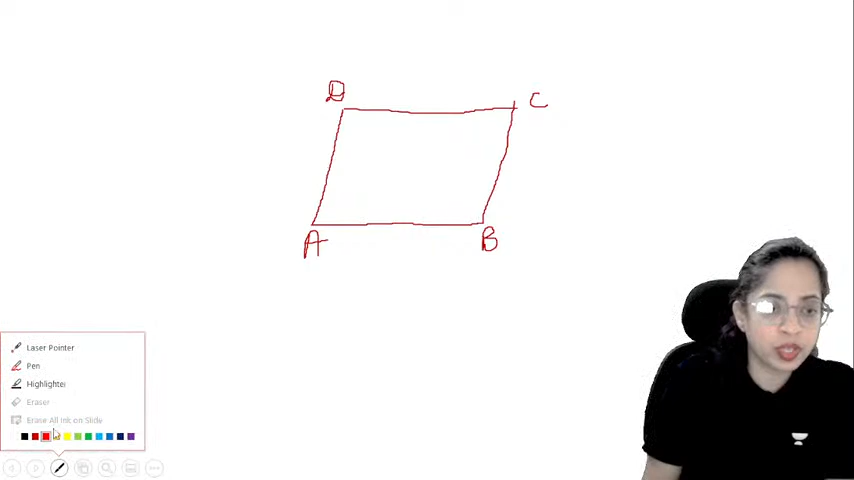 D
C
A
B
Laser Pointer
Pen
Highlighter
Eraser
Erase All Ink on Slide